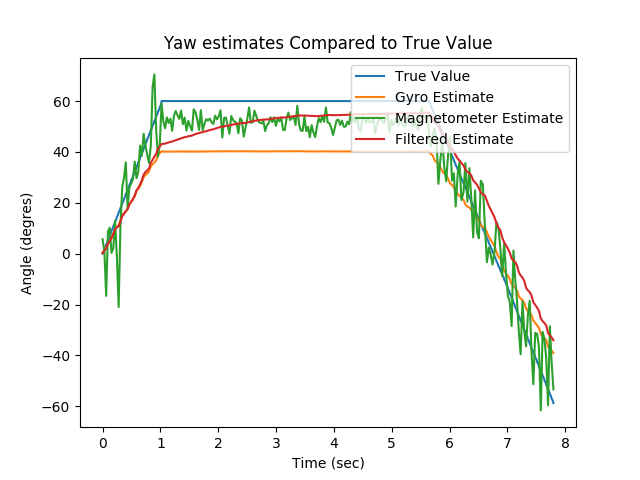 Yaw estimates Compared to True Value
True Value
Gyro Estimate
Magnetometer Estimate
Filtered Estimate
Angle (degres)
60
40
20
0
−20
−40
−60
0 1 2 3 4 5 6 7 8
Time (sec)